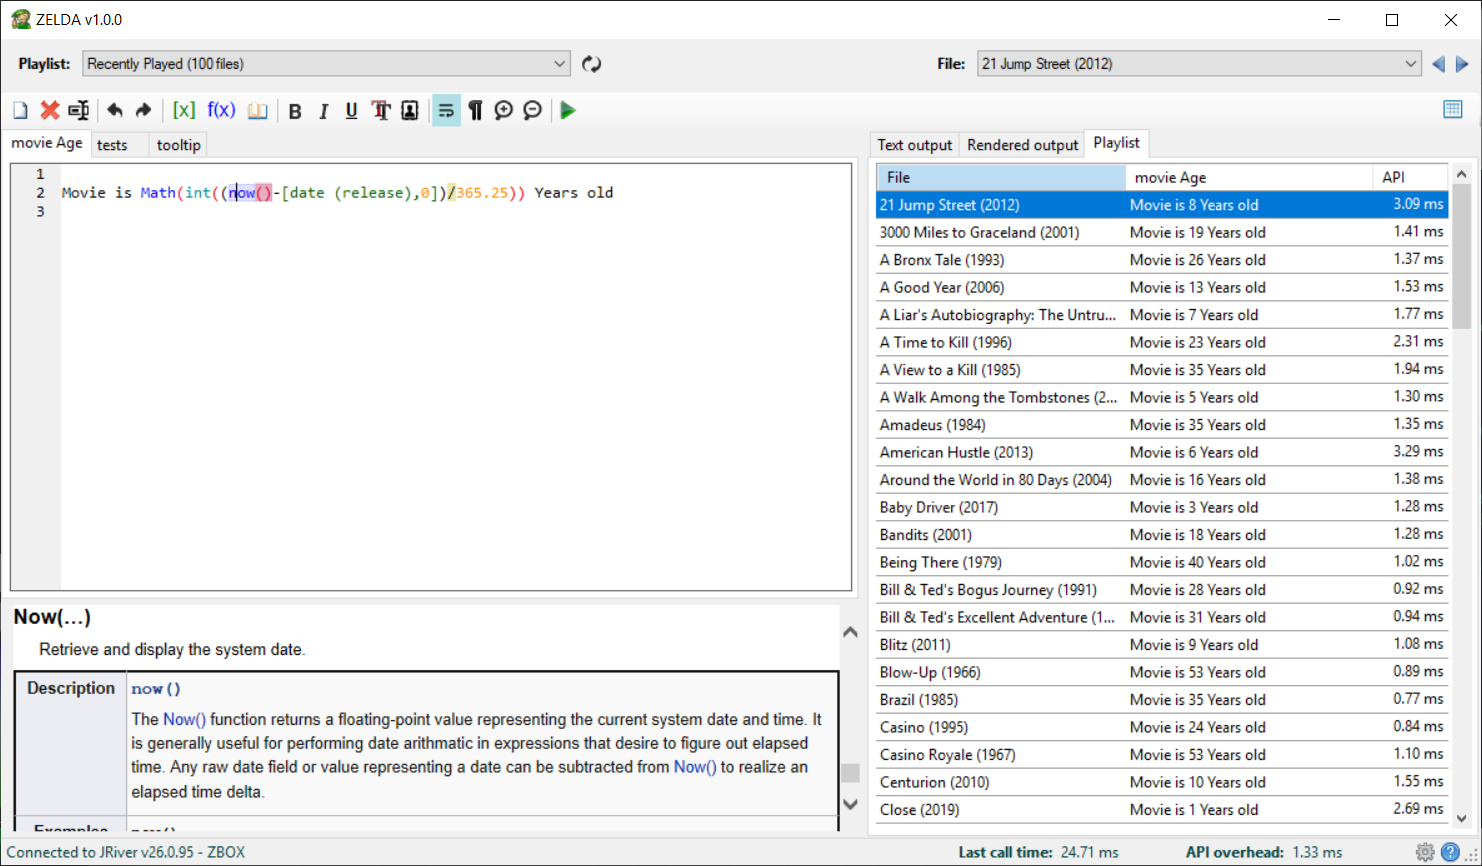 ZELDA v1.0.0
Playlist: Recently Played (100 files) File: 21 Jump Street (2012)
[x] f(x) B I U T
movie Age tests tooltip
1
2 Movie is Math(int((now()-[date (release),0])/365.25)) Years old
3
Now(...)
Retrieve and display the system date.
Description now()
The Now() function returns a floating-point value representing the current system date and time. It
is generally useful for performing date arithmatic in expressions that desire to figure out elapsed
time. Any raw date field or value representing a date can be subtracted from Now() to realize an
elapsed time delta.
Examples now()
Text output Rendered output Playlist
File movie Age API
21 Jump Street (2012) Movie is 8 Years old 3.09 ms
3000 Miles to Graceland (2001) Movie is 19 Years old 1.41 ms
A Bronx Tale (1993) Movie is 26 Years old 1.37 ms
A Good Year (2006) Movie is 13 Years old 1.53 ms
A Liar's Autobiography: The Untru... Movie is 7 Years old 1.77 ms
A Time to Kill (1996) Movie is 23 Years old 2.31 ms
A View to a Kill (1985) Movie is 35 Years old 1.94 ms
A Walk Among the Tombstones (2... Movie is 5 Years old 1.30 ms
Amadeus (1984) Movie is 35 Years old 1.35 ms
American Hustle (2013) Movie is 6 Years old 3.29 ms
Around the World in 80 Days (2004) Movie is 16 Years old 1.38 ms
Baby Driver (2017) Movie is 3 Years old 1.28 ms
Bandits (2001) Movie is 18 Years old 1.28 ms
Being There (1979) Movie is 40 Years old 1.02 ms
Bill & Ted's Bogus Journey (1991) Movie is 28 Years old 0.92 ms
Bill & Ted's Excellent Adventure (1... Movie is 31 Years old 0.94 ms
Blitz (2011) Movie is 9 Years old 1.08 ms
Blow-Up (1966) Movie is 53 Years old 0.89 ms
Brazil (1985) Movie is 35 Years old 0.77 ms
Casino (1995) Movie is 24 Years old 0.84 ms
Casino Royale (1967) Movie is 53 Years old 1.10 ms
Centurion (2010) Movie is 10 Years old 1.55 ms
Close (2019) Movie is 1 Years old 2.69 ms
Connected to JRiver v26.0.95 - ZBOX Last call time: 24.71 ms API overhead: 1.33 ms